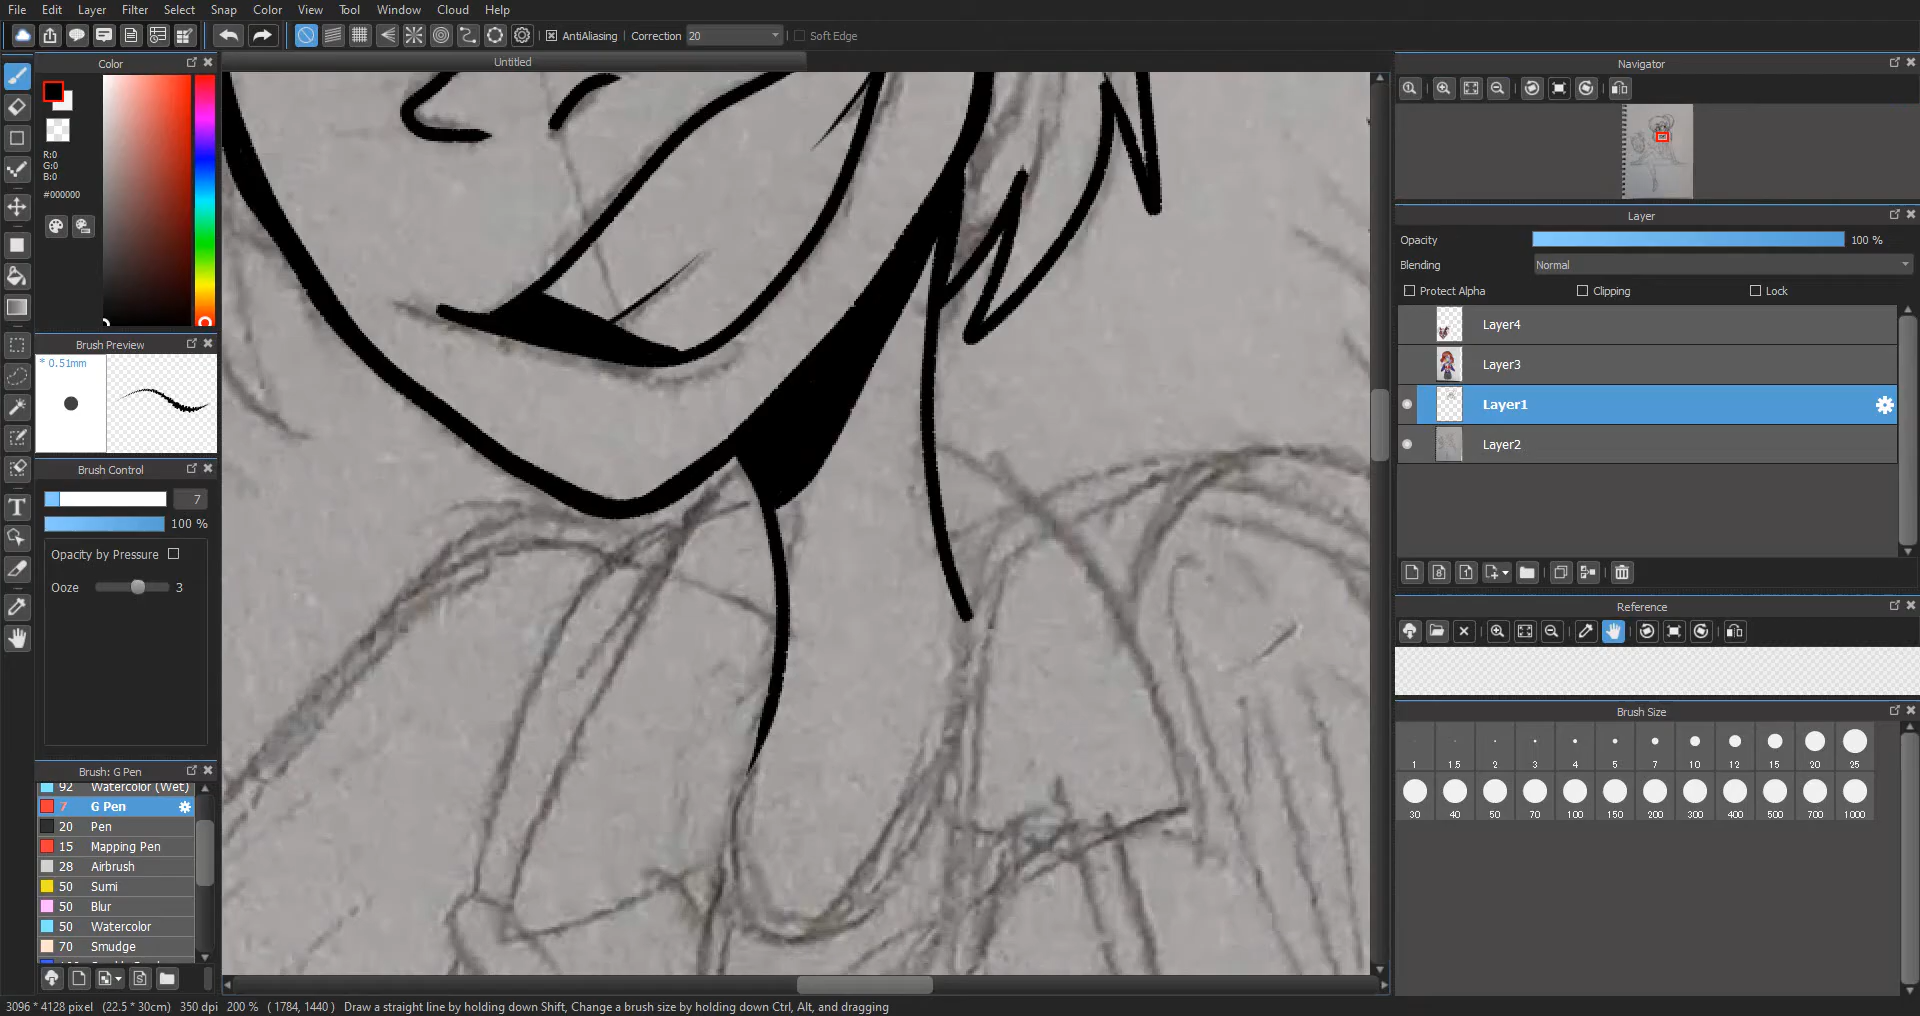 File Edit Layer Filter Select Snap Color View Tool Window Cloud Help
AntiAliasing Correction 20 Soft Edge
Color
R:0
G:0
B:0
#000000
Brush Preview
* 0.51mm
Brush Control
7
100 %
Opacity by Pressure
Ooze 3
Brush: G Pen
92 Watercolor (Wet)
7 G Pen
20 Pen
15 Mapping Pen
28 Airbrush
50 Sumi
50 Blur
50 Watercolor
70 Smudge
Untitled
Navigator
Layer
Opacity 100 %
Blending Normal
Protect Alpha Clipping Lock
Layer4
Layer3
Layer1
Layer2
Reference
Brush Size
1 1.5 2 3 4 5 7 10 12 15 20 25
30 40 50 70 100 150 200 300 400 500 700 1000
3096 * 4128 pixel (22.5 * 30cm) 350 dpi 200 % ( 1784, 1440 ) Draw a straight line by holding down Shift, Change a brush size by holding down Ctrl, Alt, and dragging